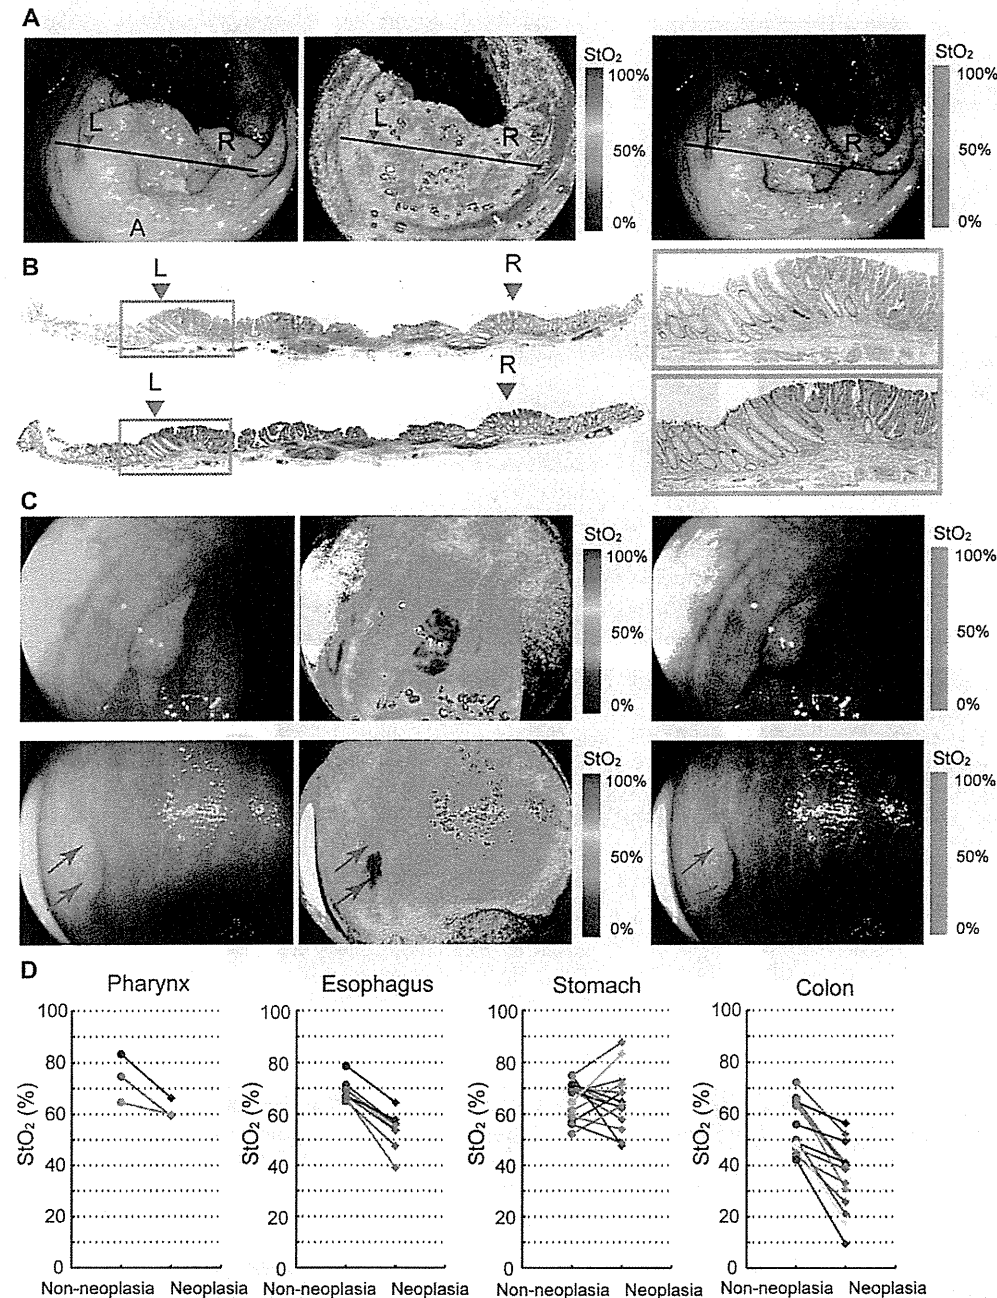 A
StO₂
StO₂
100%
100%
L
L
L
R
R
R
50%
50%
A
0%
0%
B
L
R
L
R
C
StO₂
StO₂
100%
100%
50%
50%
0%
0%
StO₂
StO₂
100%
100%
50%
50%
0%
0%
D
Pharynx
Esophagus
Stomach
Colon
StO₂ (%)
100
80
60
40
20
0
Non-neoplasia Neoplasia
StO₂ (%)
100
80
60
40
20
0
Non-neoplasia Neoplasia
StO₂ (%)
100
80
60
40
20
0
Non-neoplasia Neoplasia
StO₂ (%)
100
80
60
40
20
0
Non-neoplasia Neoplasia